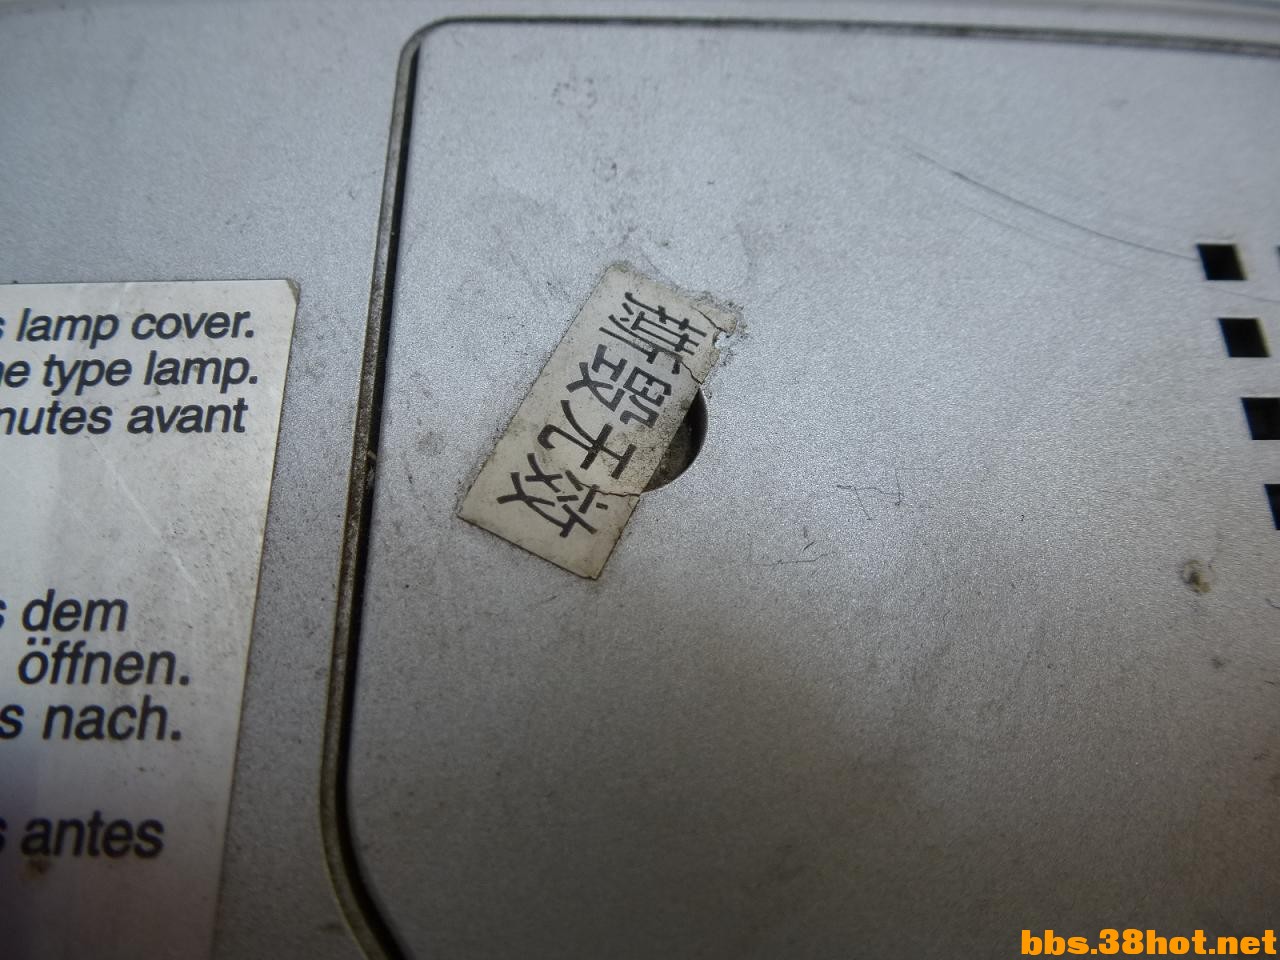 lamp cover.
type lamp.
avant
dem
öffnen.
nach.
antes
撕毁无效
bbs.38hot.net